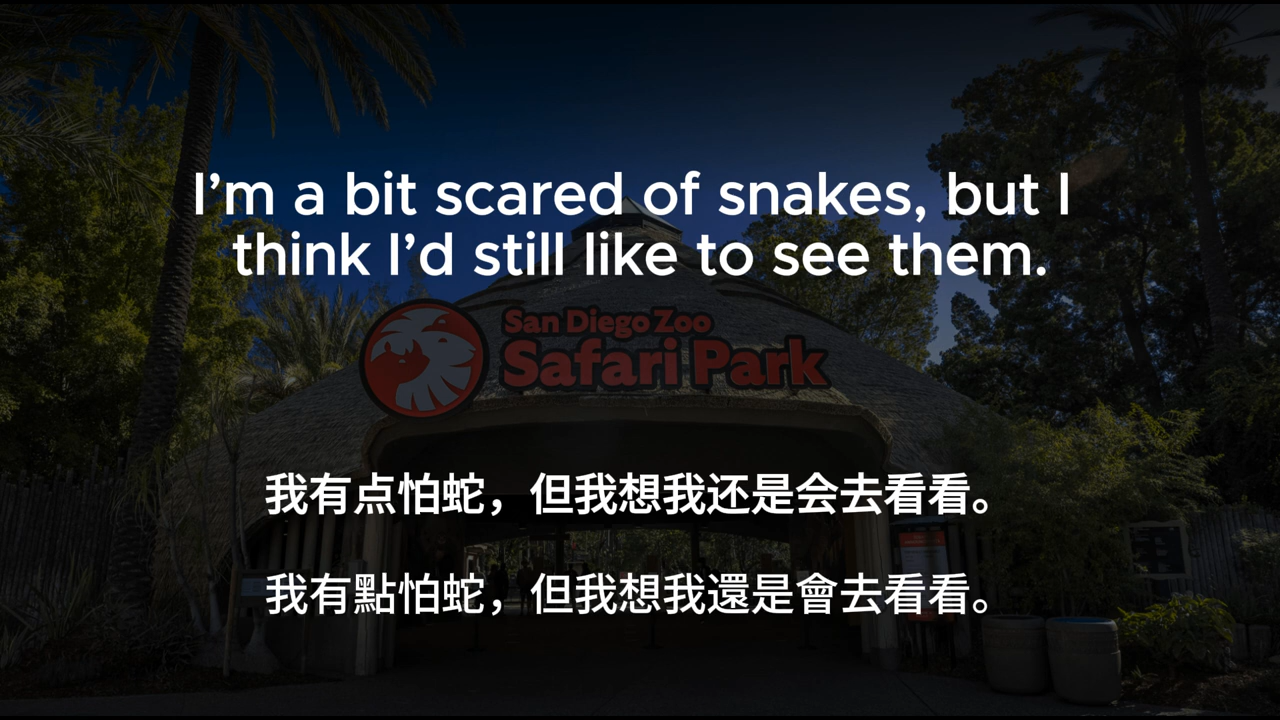 I’m a bit scared of snakes, but I
think I’d still like to see them.
San Diego Zoo
Safari Park
我有点怕蛇，但我想我还是会去看看。
我有點怕蛇，但我想我還是會去看看。